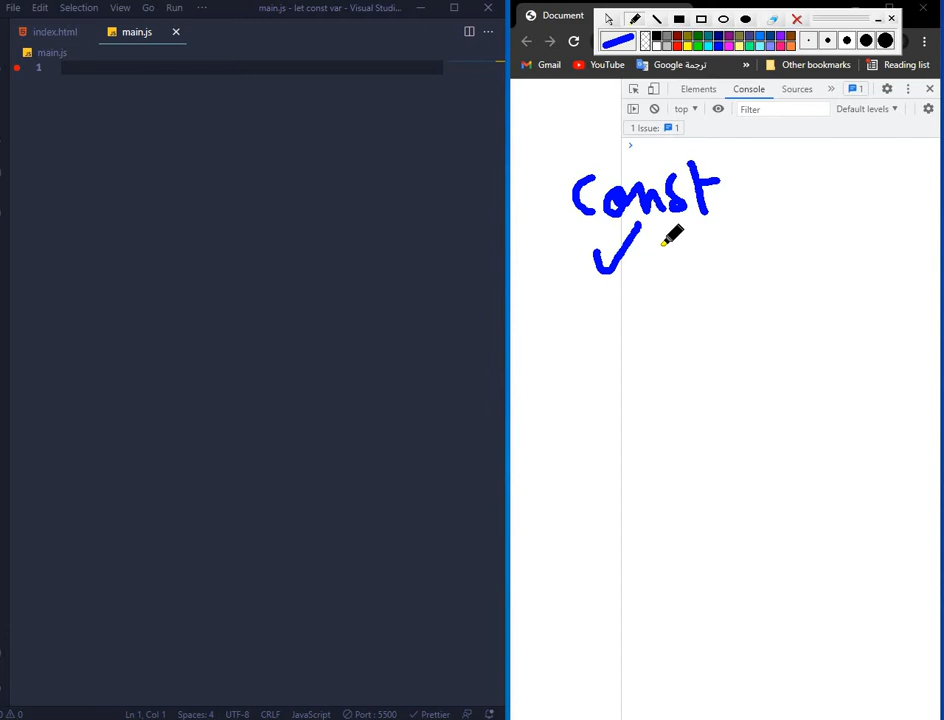 File Edit Selection View Go Run ··· main.js - let const var - Visual Studi...
index.html main.js
main.js
1
Document
Gmail YouTube Google ترجمة » Other bookmarks Reading list
Elements Console Sources » 1
top Filter Default levels
1 Issue: 1
const
0 0 Ln 1, Col 1 Spaces: 4 UTF-8 CRLF JavaScript Port : 5500 Prettier